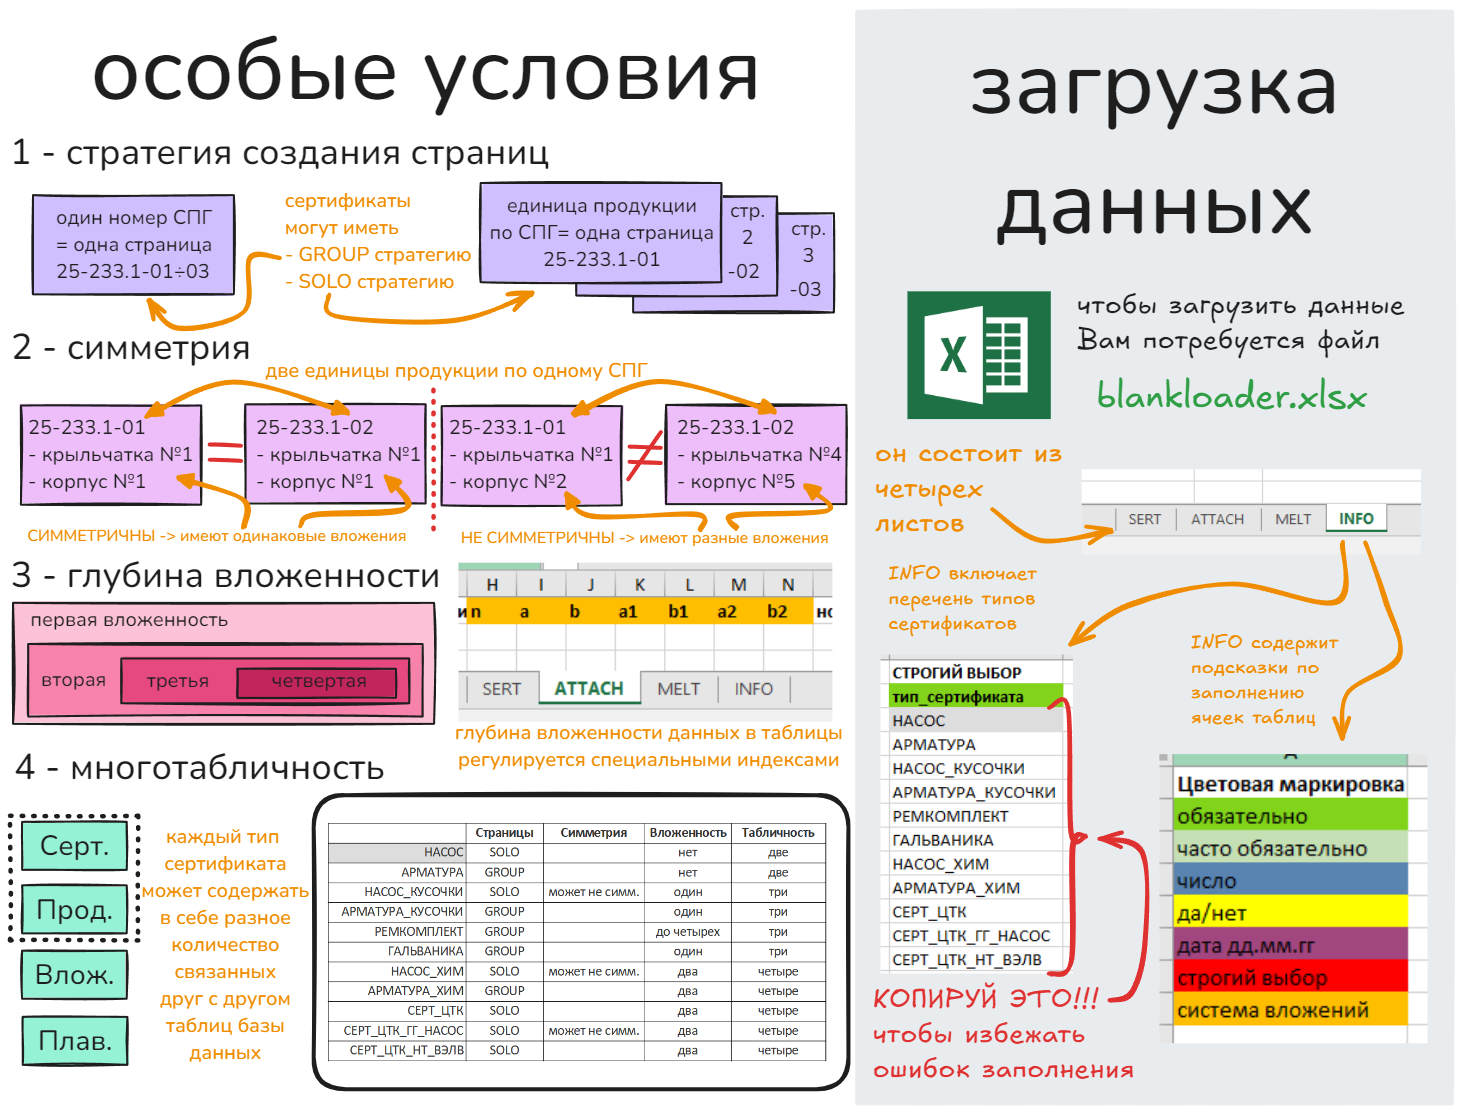 особые условия
1 - стратегия создания страниц
один номер СПГ
= одна страница
25-233.1-01÷03
сертификаты
могут иметь
- GROUP стратегию
- SOLO стратегию
единица продукции
по СПГ= одна страница
25-233.1-01
стр.
2
-02
стр.
3
-03
2 - симметрия
две единицы продукции по одному СПГ
25-233.1-01
- крыльчатка №1
- корпус №1
25-233.1-02
- крыльчатка №1
- корпус №1
25-233.1-01
- крыльчатка №1
- корпус №2
25-233.1-02
- крыльчатка №4
- корпус №5
СИММЕТРИЧНЫ -> имеют одинаковые вложения
НЕ СИММЕТРИЧНЫ -> имеют разные вложения
3 - глубина вложенности
первая вложенность
вторая
третья
четвертая
H I J K L M N
и n a b a1 b1 a2 b2 нс
SERT ATTACH MELT INFO
глубина вложенности данных в таблицы
регулируется специальными индексами
4 - многотабличность
Серт.
Прод.
Влож.
Плав.
каждый тип
сертификата
может содержать
в себе разное
количество
связанных
друг с другом
таблиц базы
данных
Страницы Симметрия Вложенность Табличность
НАСОС SOLO нет две
АРМАТУРА GROUP нет две
НАСОС_КУСОЧКИ SOLO может не симм. один три
АРМАТУРА_КУСОЧКИ GROUP один три
РЕМКОМПЛЕКТ GROUP до четырех три
ГАЛЬВАНИКА GROUP один три
НАСОС_ХИМ SOLO может не симм. два четыре
АРМАТУРА_ХИМ GROUP два четыре
СЕРТ_ЦТК SOLO два четыре
СЕРТ_ЦТК_ГГ_НАСОС SOLO может не симм. два четыре
СЕРТ_ЦТК_НТ_ВЭЛВ SOLO два четыре
загрузка
данных
X
чтобы загрузить данные
Вам потребуется файл
blankloader.xlsx
он состоит из
четырех
листов
SERT ATTACH MELT INFO
INFO включает
перечень типов
сертификатов
INFO содержит
подсказки по
заполнению
ячеек таблиц
СТРОГИЙ ВЫБОР
тип_сертификата
НАСОС
АРМАТУРА
НАСОС_КУСОЧКИ
АРМАТУРА_КУСОЧКИ
РЕМКОМПЛЕКТ
ГАЛЬВАНИКА
НАСОС_ХИМ
АРМАТУРА_ХИМ
СЕРТ_ЦТК
СЕРТ_ЦТК_ГГ_НАСОС
СЕРТ_ЦТК_НТ_ВЭЛВ
КОПИРУЙ ЭТО!!!
чтобы избежать
ошибок заполнения
Цветовая маркировка
обязательно
часто обязательно
число
да/нет
дата дд.мм.гг
строгий выбор
система вложений